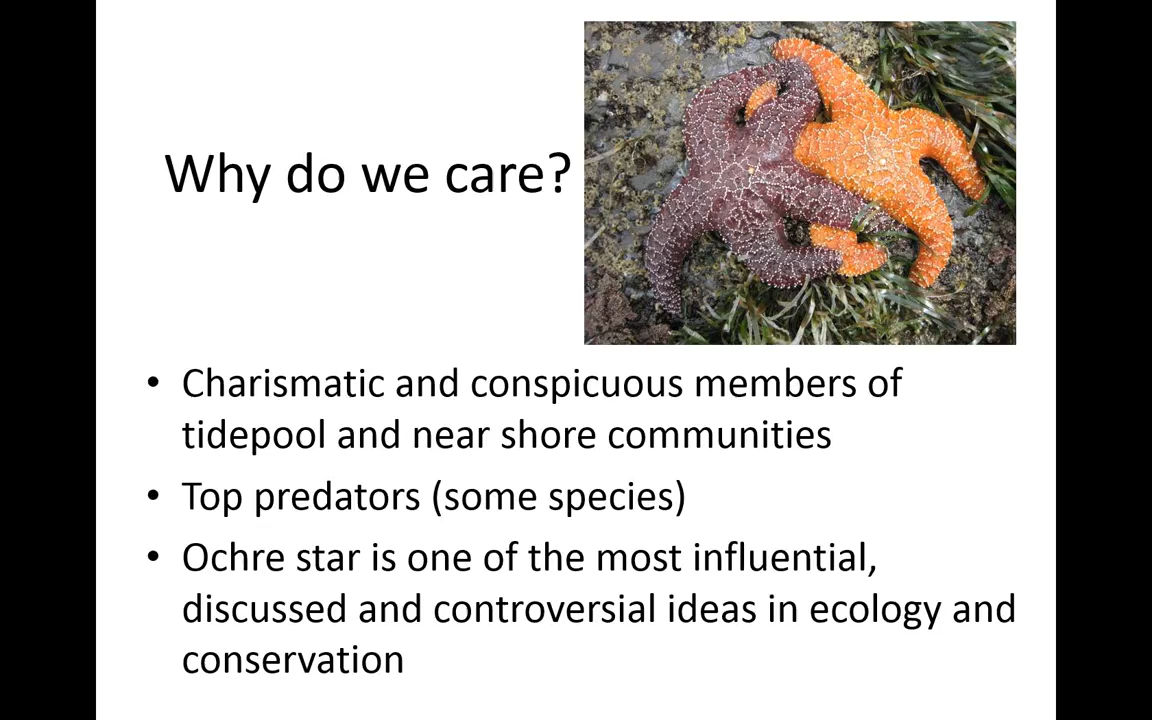 Why do we care?
• Charismatic and conspicuous members of
tidepool and near shore communities
• Top predators (some species)
• Ochre star is one of the most influential,
discussed and controversial ideas in ecology and
conservation